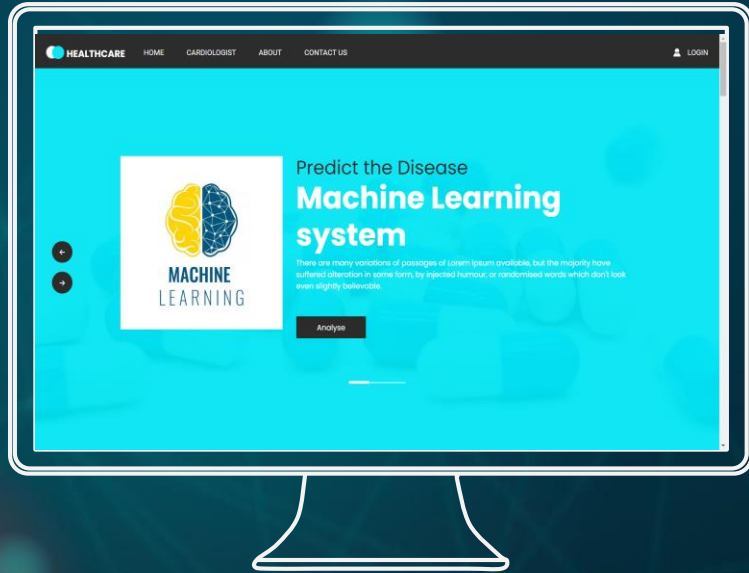 HEALTHCARE HOME CARDIOLOGIST ABOUT CONTACT US LOGIN
Predict the Disease
Machine Learning
system
There are many variations of passages of Lorem Ipsum available, but the majority have
suffered alteration in some form, by injected humour, or randomised words which don't look
even slightly believable.
MACHINE
LEARNING
Analyse